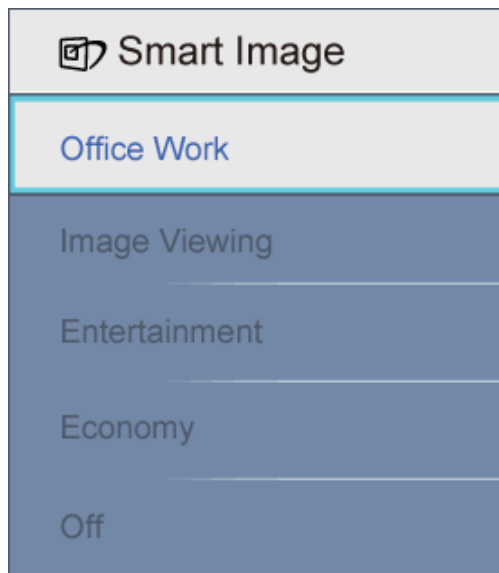 Smart Image
Office Work
Image Viewing
Entertainment
Economy
Off